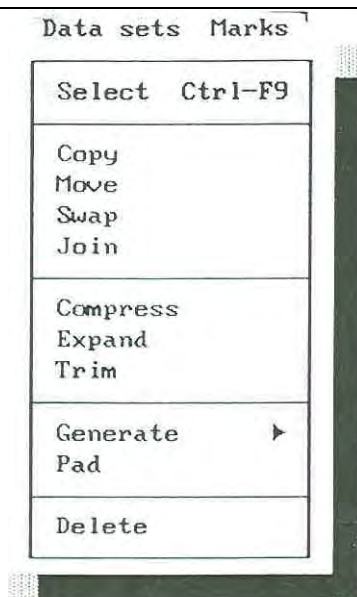 Data sets Marks
Select Ctrl-F9
Copy
Move
Swap
Join
Compress
Expand
Trim
Generate
Pad
Delete